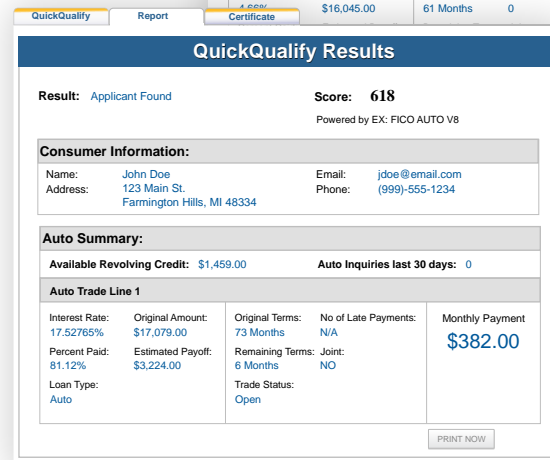 QuickQualify Report Certificate
4.66% $16,045.00 61 Months 0
QuickQualify Results
Result: Applicant Found Score: 618
Powered by EX: FICO AUTO V8
Consumer Information:
Name: John Doe Email: jdoe@email.com
Address: 123 Main St. Phone: (999)-555-1234
Farmington Hills, MI 48334
Auto Summary:
Available Revolving Credit: $1,459.00 Auto Inquiries last 30 days: 0
Auto Trade Line 1
Interest Rate: Original Amount: Original Terms: No of Late Payments: Monthly Payment
17.52765% $17,079.00 73 Months N/A $382.00
Percent Paid: Estimated Payoff: Remaining Terms: Joint:
81.12% $3,224.00 6 Months NO
Loan Type: Trade Status:
Auto Open
PRINT NOW